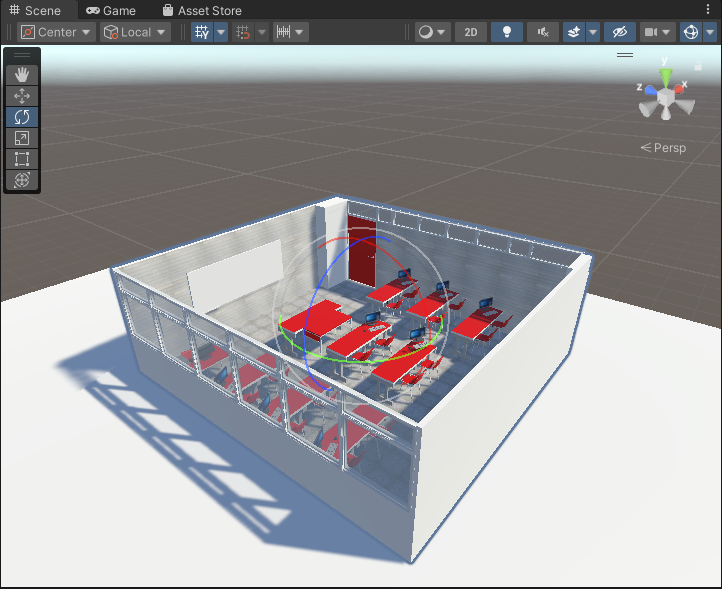 Scene Game Asset Store
Center Local 2D
y
z x
Persp